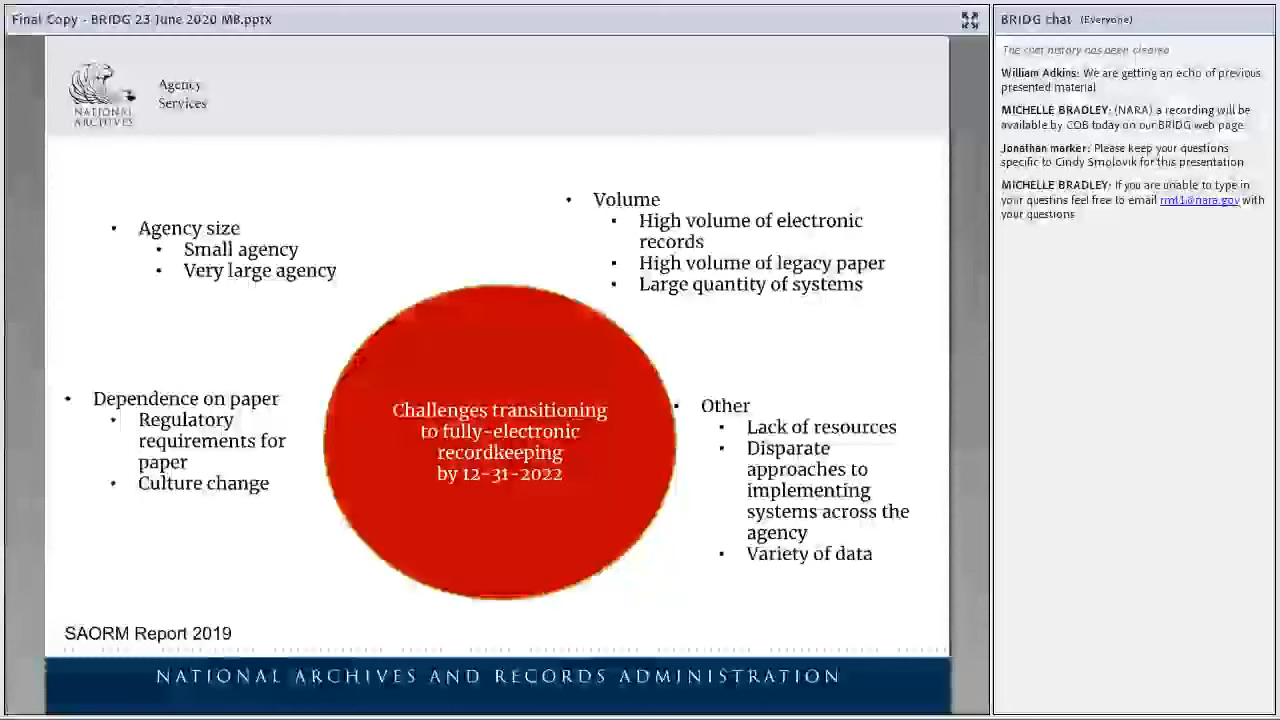 Final Copy - BRIDG 23 June 2020 MB.pptx
Agency
Services
NATIONAL
ARCHIVES
• Agency size
• Small agency
• Very large agency
• Volume
• High volume of electronic
records
• High volume of legacy paper
• Large quantity of systems
• Dependence on paper
• Regulatory
requirements for
paper
• Culture change
Challenges transitioning
to fully-electronic
recordkeeping
by 12-31-2022
• Other
• Lack of resources
• Disparate
approaches to
implementing
systems across the
agency
• Variety of data
SAORM Report 2019
NATIONAL ARCHIVES AND RECORDS ADMINISTRATION
BRIDG chat (Everyone)
The chat history has been cleared
William Adkins: We are getting an echo of previous
presented material
MICHELLE BRADLEY: (NARA) a recording will be
available by COB today on our BRIDG web page
Jonathan marker: Please keep your questions
specific to Cindy Smolovik for this presentation
MICHELLE BRADLEY: If you are unable to type in
your questins feel free to email rm11@nara.gov with
your questions